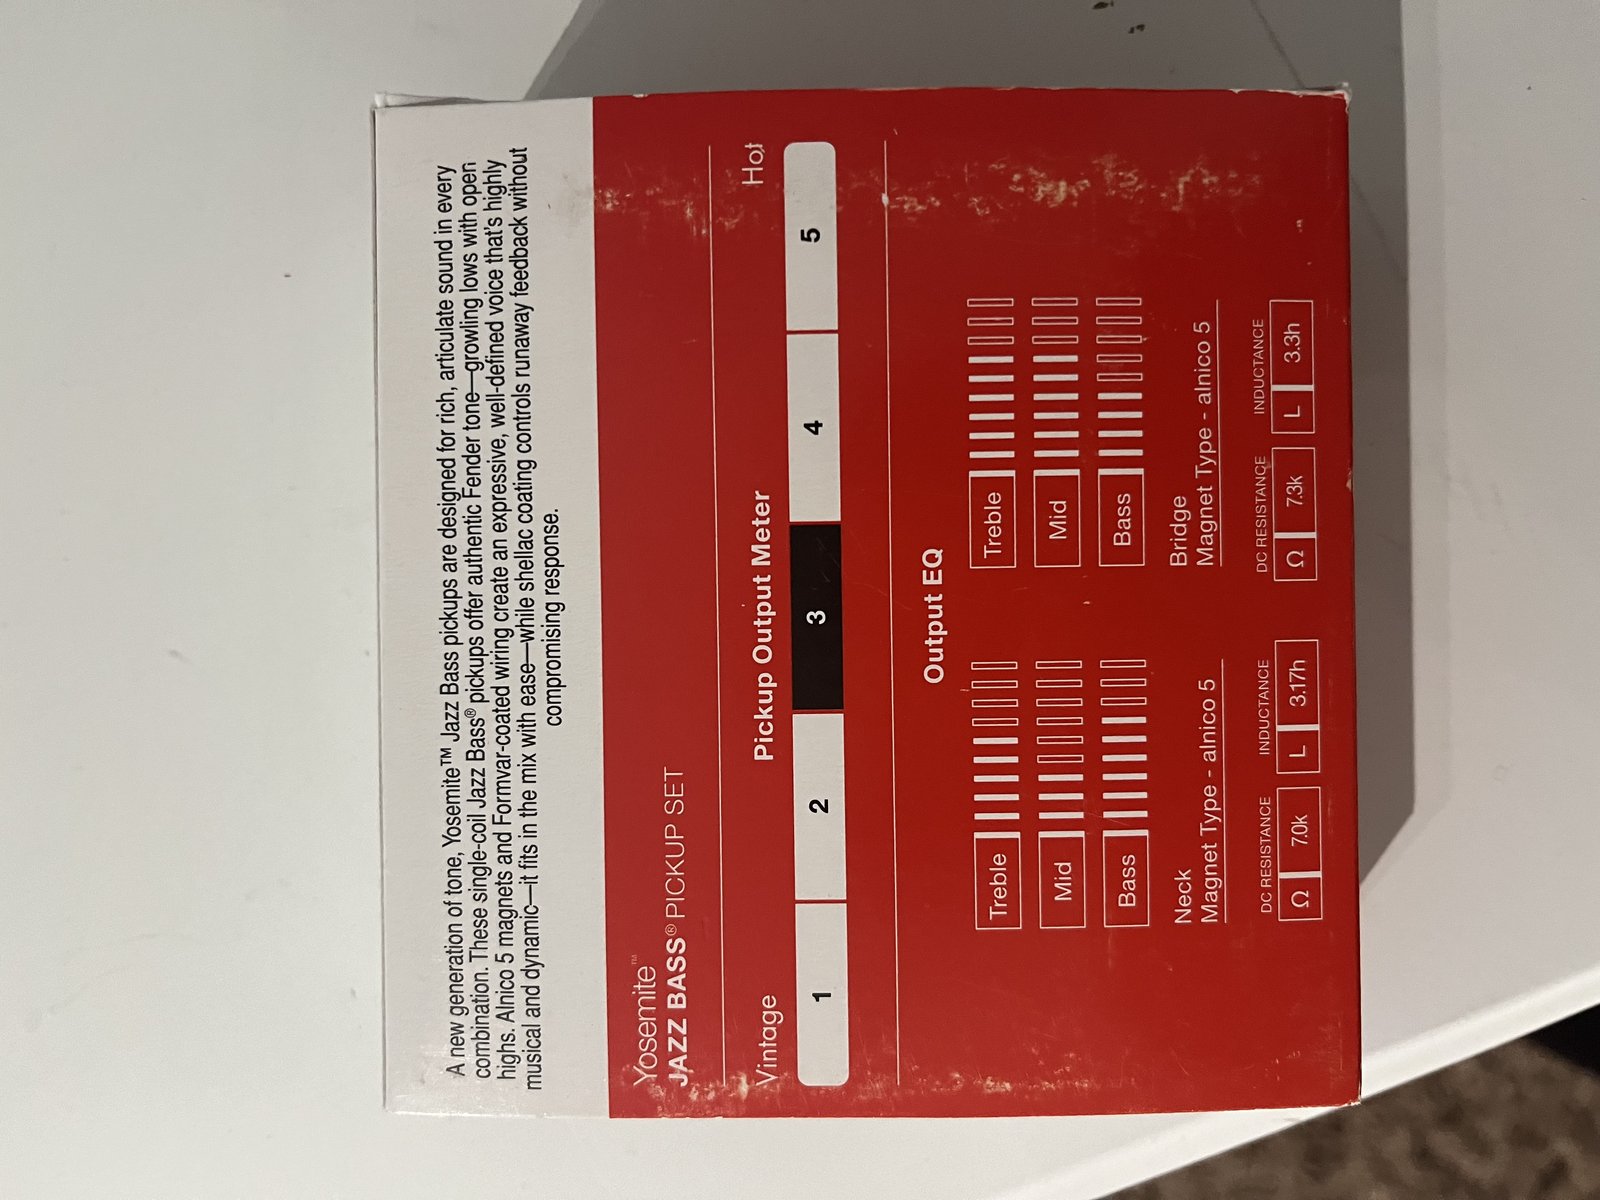 A new generation of tone, Yosemite™ Jazz Bass pickups are designed for rich, articulate sound in every
combination. These single-coil Jazz Bass® pickups offer authentic Fender tone—growling lows with open
highs. Alnico 5 magnets and Formvar-coated wiring create an expressive, well-defined voice that's highly
musical and dynamic—it fits in the mix with ease—while shellac coating controls runaway feedback without
compromising response.
Yosemite™
JAZZ BASS® PICKUP SET
Vintage Pickup Output Meter Hot
1 2 3 4 5
Output EQ
Treble Treble
Mid Mid
Bass Bass
Neck Bridge
Magnet Type - alnico 5 Magnet Type - alnico 5
DC RESISTANCE INDUCTANCE DC RESISTANCE INDUCTANCE
Ω 7.0k L 3.17h Ω 7.3k L 3.3h